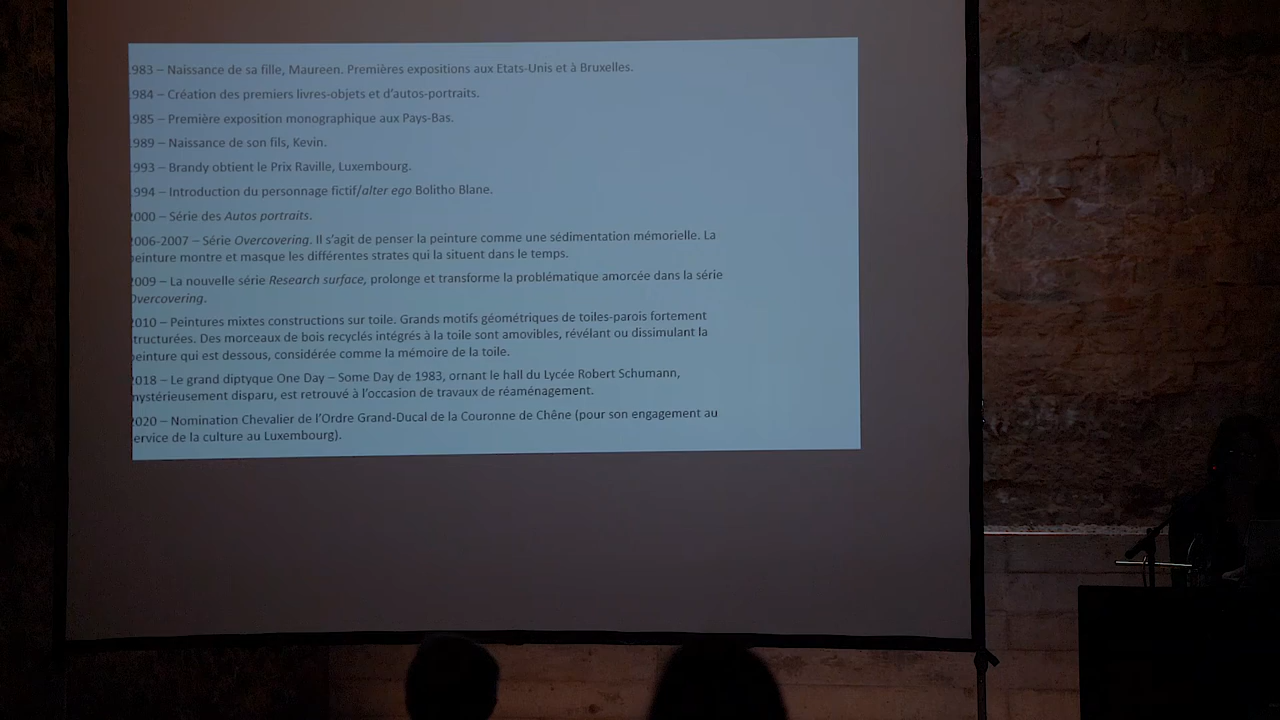 983 – Naissance de sa fille, Maureen. Premières expositions aux Etats-Unis et à Bruxelles.
984 – Création des premiers livres-objets et d'autos-portraits.
985 – Première exposition monographique aux Pays-Bas.
989 – Naissance de son fils, Kevin.
993 – Brandy obtient le Prix Raville, Luxembourg.
994 – Introduction du personnage fictif/alter ego Bolitho Blane.
2000 – Série des Autos portraits.
2006-2007 – Série Overcovering. Il s'agit de penser la peinture comme une sédimentation mémorielle. La
peinture montre et masque les différentes strates qui la situent dans le temps.
2009 – La nouvelle série Research surface, prolonge et transforme la problématique amorcée dans la série
Overcovering.
2010 – Peintures mixtes constructions sur toile. Grands motifs géométriques de toiles-parois fortement
tructurées. Des morceaux de bois recyclés intégrés à la toile sont amovibles, révélant ou dissimulant la
peinture qui est dessous, considérée comme la mémoire de la toile.
2018 – Le grand diptyque One Day – Some Day de 1983, ornant le hall du Lycée Robert Schumann,
mystérieusement disparu, est retrouvé à l'occasion de travaux de réaménagement.
2020 – Nomination Chevalier de l'Ordre Grand-Ducal de la Couronne de Chêne (pour son engagement au
ervice de la culture au Luxembourg).